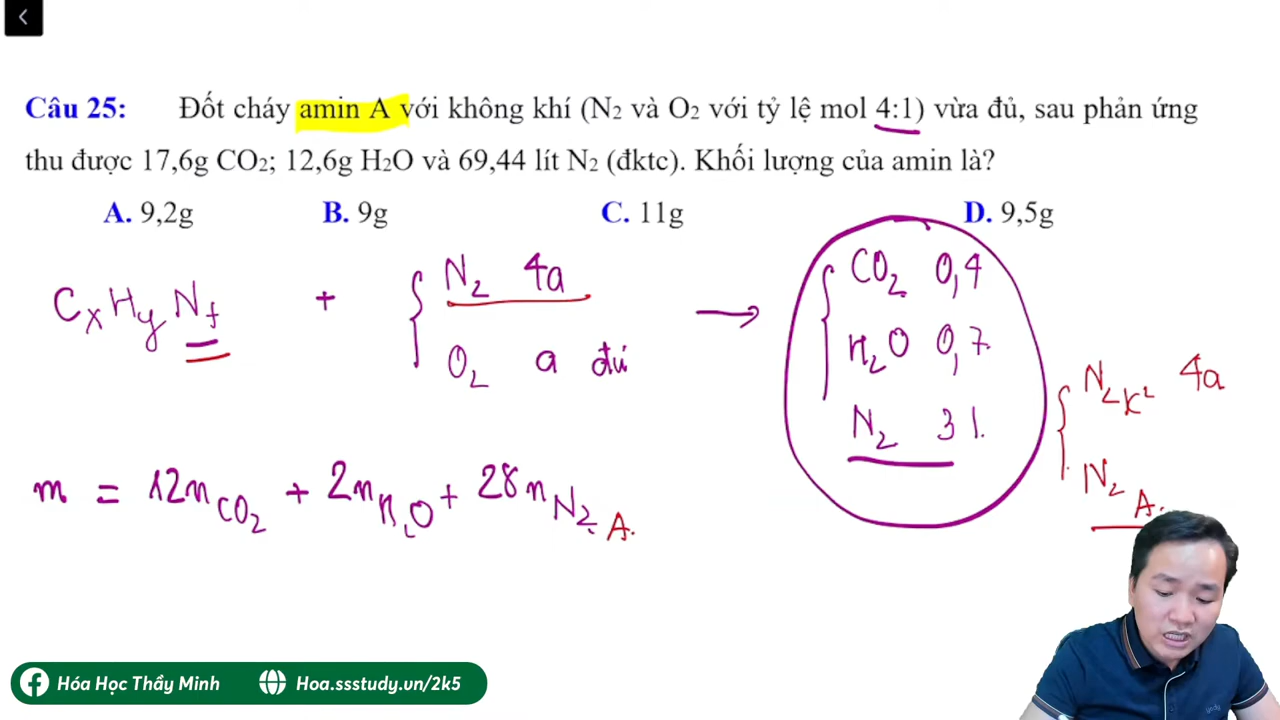 Câu 25: Đốt cháy amin A với không khí (N2 và O2 với tỷ lệ mol 4:1) vừa đủ, sau phản ứng
thu được 17,6g CO2; 12,6g H2O và 69,44 lít N2 (đktc). Khối lượng của amin là?
A. 9,2g B. 9g C. 11g D. 9,5g
CxHyNt + { N2 4a → { CO2 0,4
O2 a đủ H2O 0,7
N2 3,1
{ N2 K2 4a
N2 A.
m = 12nCO2 + 2nH2O + 28nN2 A.
Hóa Học Thầy Minh Hoa.ssstudy.vn/2k5